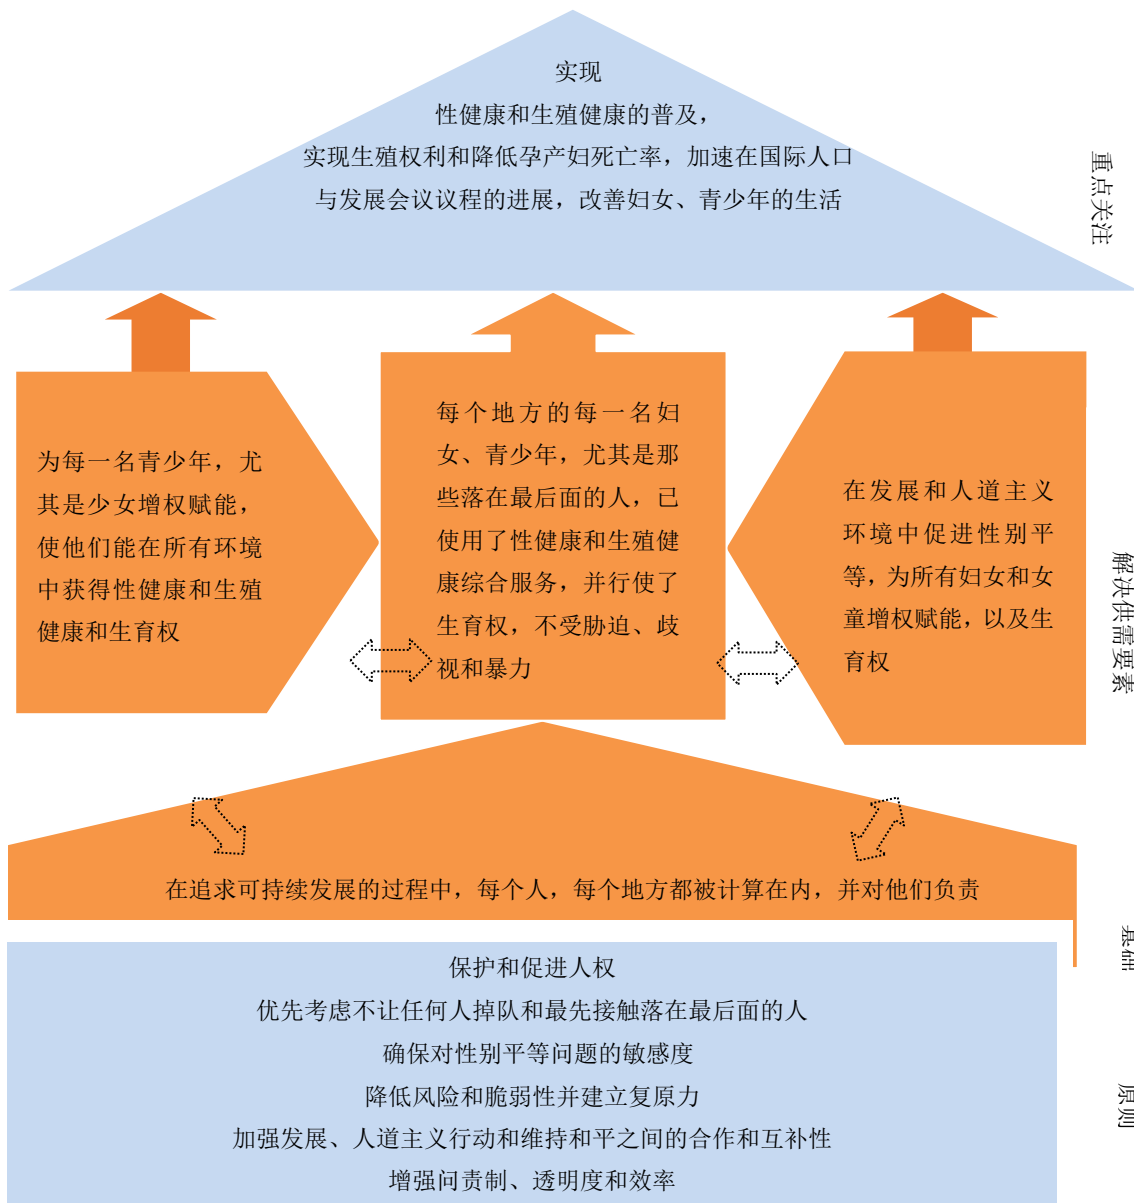 实现
性健康和生殖健康的普及，
实现生殖权利和降低孕产妇死亡率，加速在国际人口
与发展会议议程的进展，改善妇女、青少年的生活
重点关注
为每一名青少年，尤
其是少女增权赋能，
使他们能在所有环境
中获得性健康和生殖
健康和生育权
每个地方的每一名妇
女、青少年，尤其是那
些落在最后面的人，已
使用了性健康和生殖健
康综合服务，并行使了
生育权，不受胁迫、歧
视和暴力
在发展和人道主义
环境中促进性别平
等，为所有妇女和女
童增权赋能，以及生
育权
解决供需要素
在追求可持续发展的过程中，每个人，每个地方都被计算在内，并对他们负责
基础
保护和促进人权
优先考虑不让任何人掉队和最先接触落在最后面的人
确保对性别平等问题的敏感度
降低风险和脆弱性并建立复原力
加强发展、人道主义行动和维持和平之间的合作和互补性
增强问责制、透明度和效率
原则